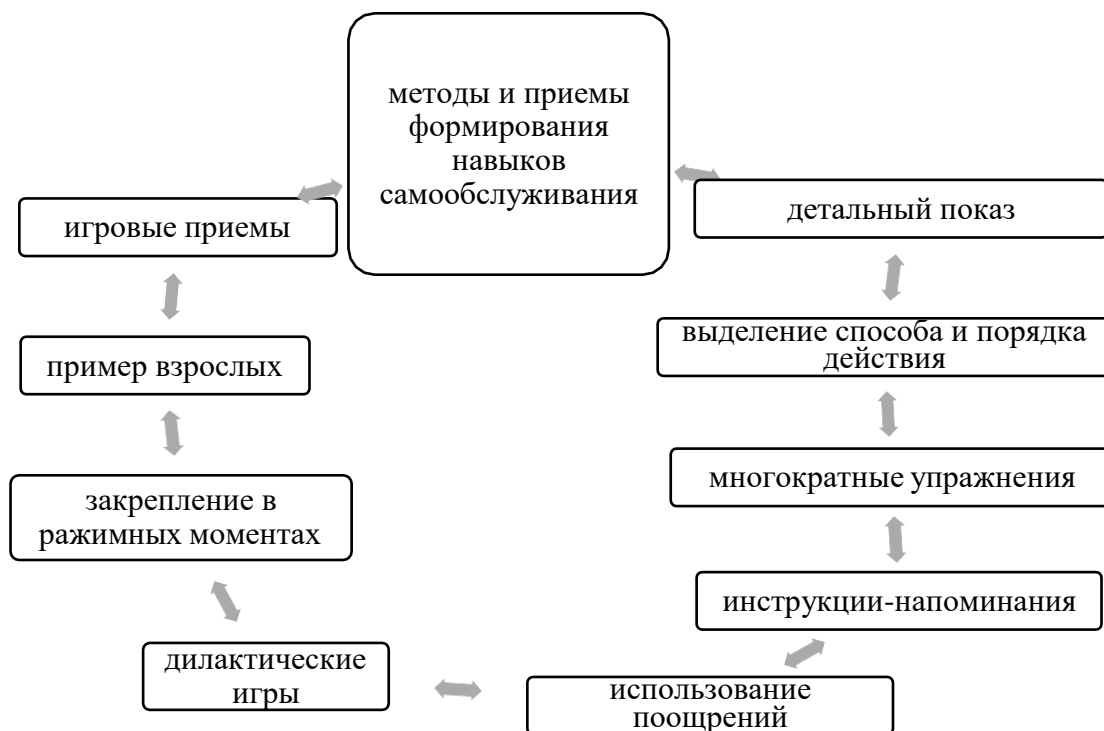 методы и приемы
формирования
навыков
самообслуживания
детальный показ
выделение способа и порядка
действия
многократные упражнения
инструкции-напоминания
использование
поощрений
дилактические
игры
закрепление в
ражимных моментах
пример взрослых
игровые приемы